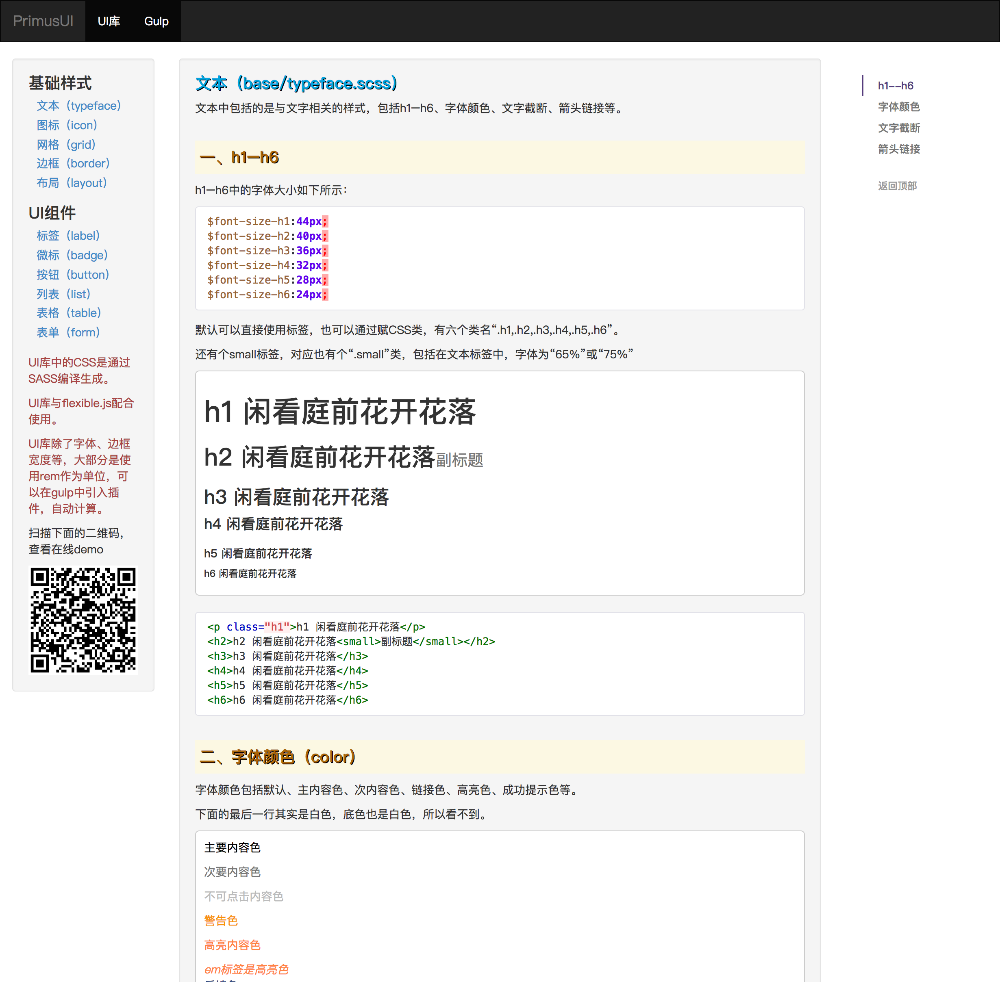 PrimusUI UI库 Gulp
基础样式
文本（typeface）
图标（icon）
网格（grid）
边框（border）
布局（layout）
UI组件
标签（label）
微标（badge）
按钮（button）
列表（list）
表格（table）
表单（form）
UI库中的CSS是通过
SASS编译生成。
UI库与flexible.js配合
使用。
UI库除了字体、边框
宽度等，大部分是使
用rem作为单位，可
以在gulp中引入插
件，自动计算。
扫描下面的二维码，
查看在线demo
文本（base/typeface.scss）
文本中包括的是与文字相关的样式，包括h1—h6、字体颜色、文字截断、箭头链接等。
一、h1—h6
h1—h6中的字体大小如下所示：
$font-size-h1:44px;
$font-size-h2:40px;
$font-size-h3:36px;
$font-size-h4:32px;
$font-size-h5:28px;
$font-size-h6:24px;
默认可以直接使用标签，也可以通过赋CSS类，有六个类名“.h1,.h2,.h3,.h4,.h5,.h6”。
还有个small标签，对应也有个“.small”类，包括在文本标签中，字体为“65%”或“75%”
h1 闲看庭前花开花落
h2 闲看庭前花开花落副标题
h3 闲看庭前花开花落
h4 闲看庭前花开花落
h5 闲看庭前花开花落
h6 闲看庭前花开花落
<p class="h1">h1 闲看庭前花开花落</p>
<h2>h2 闲看庭前花开花落<small>副标题</small></h2>
<h3>h3 闲看庭前花开花落</h3>
<h4>h4 闲看庭前花开花落</h4>
<h5>h5 闲看庭前花开花落</h5>
<h6>h6 闲看庭前花开花落</h6>
二、字体颜色（color）
字体颜色包括默认、主内容色、次内容色、链接色、高亮色、成功提示色等。
下面的最后一行其实是白色，底色也是白色，所以看不到。
主要内容色
次要内容色
不可点击内容色
警告色
高亮内容色
em标签是高亮色
h1--h6
字体颜色
文字截断
箭头链接
返回顶部